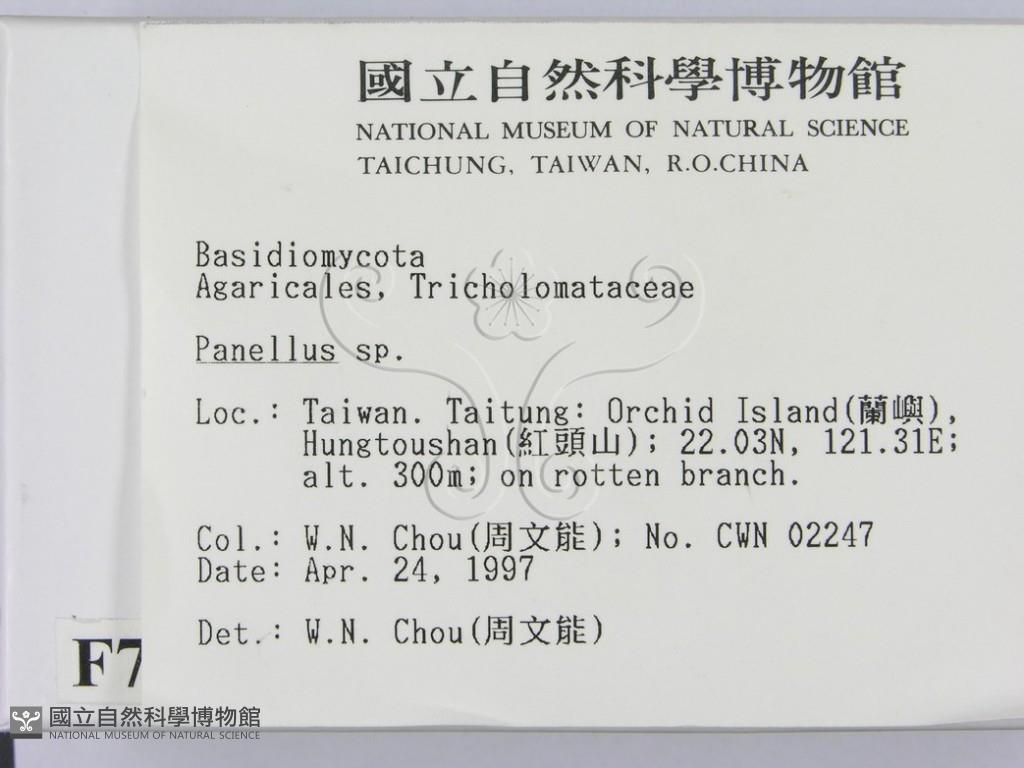 國立自然科學博物館
NATIONAL MUSEUM OF NATURAL SCIENCE
TAICHUNG, TAIWAN, R.O.CHINA
Basidiomycota
Agaricales, Tricholomataceae
Panellus sp.
Loc.: Taiwan. Taitung: Orchid Island(蘭嶼),
Hungtoushan(紅頭山); 22.03N, 121.31E;
alt. 300m; on rotten branch.
Col.: W.N. Chou(周文能); No. CWN 02247
Date: Apr. 24, 1997
Det.: W.N. Chou(周文能)
F7
國立自然科學博物館
NATIONAL MUSEUM OF NATURAL SCIENCE